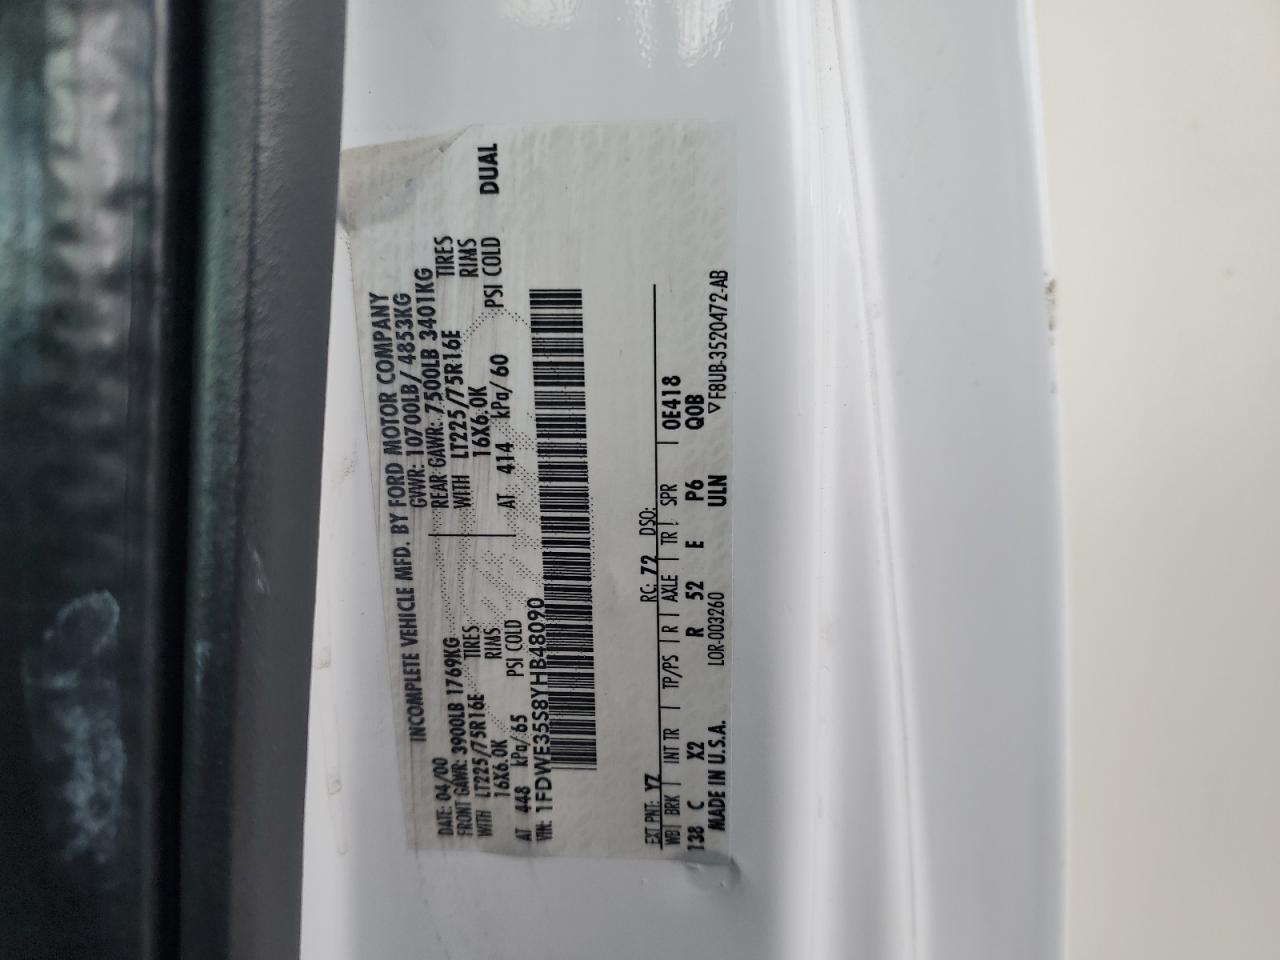 INCOMPLETE VEHICLE MFD. BY FORD MOTOR COMPANY
DATE: 04/00 GVWR: 10700LB/ 4853KG
FRONT GAWR: 3900LB 1769KG REAR GAWR: 7500LB 3401KG
WITH LT225/75R16E TIRES WITH LT225/75R16E TIRES
16X6.0K RIMS 16X6.0K RIMS
AT 448 kPa/65 PSI COLD AT 414 kPa/60 PSI COLD DUAL
VIN: 1FDWE35S8YHB48090
EXT PNT: YZ RC: 72 DSO:
WB BRK INT TR TP/PS R AXLE TR SPR 0E418
138 C X2 R 52 E P6 Q0B
MADE IN U.S.A. LOR-003260 ULN ▽F8UB-3520472-AB